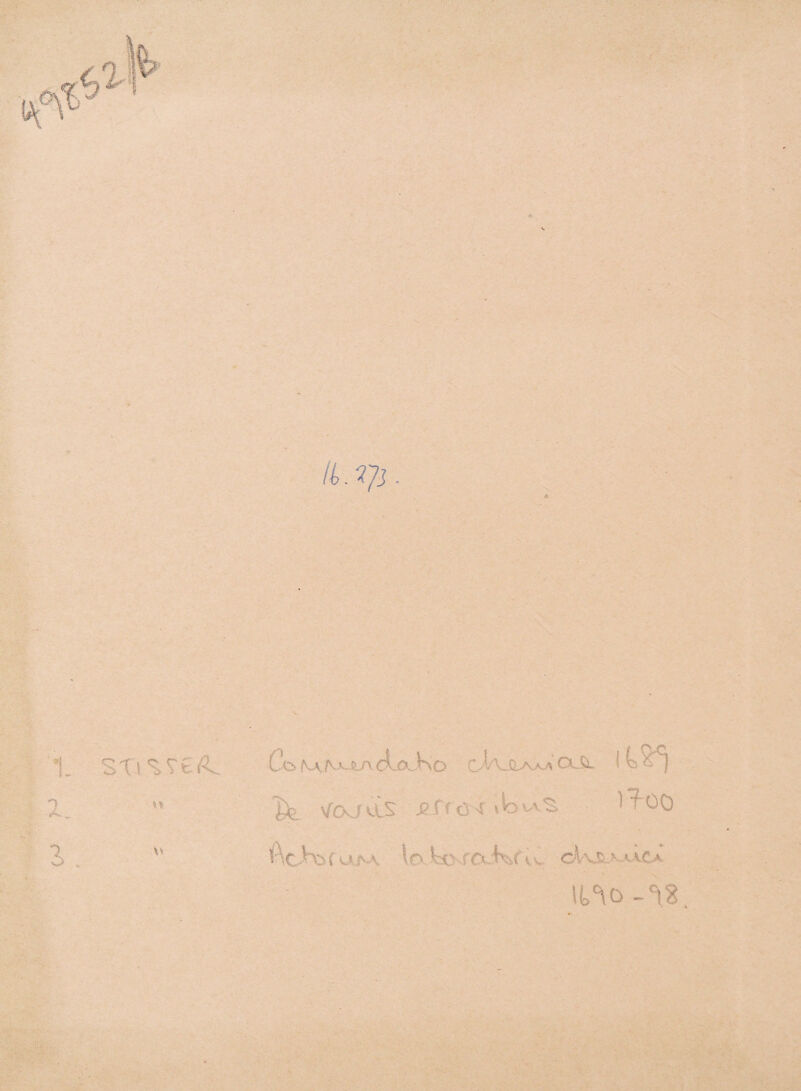 49852/B
16.273.
1. STISSER Commendatio chemiae 1689
2. " De variis erroribus 1700
3. " Actorum laboratorii chemici
1690-98.